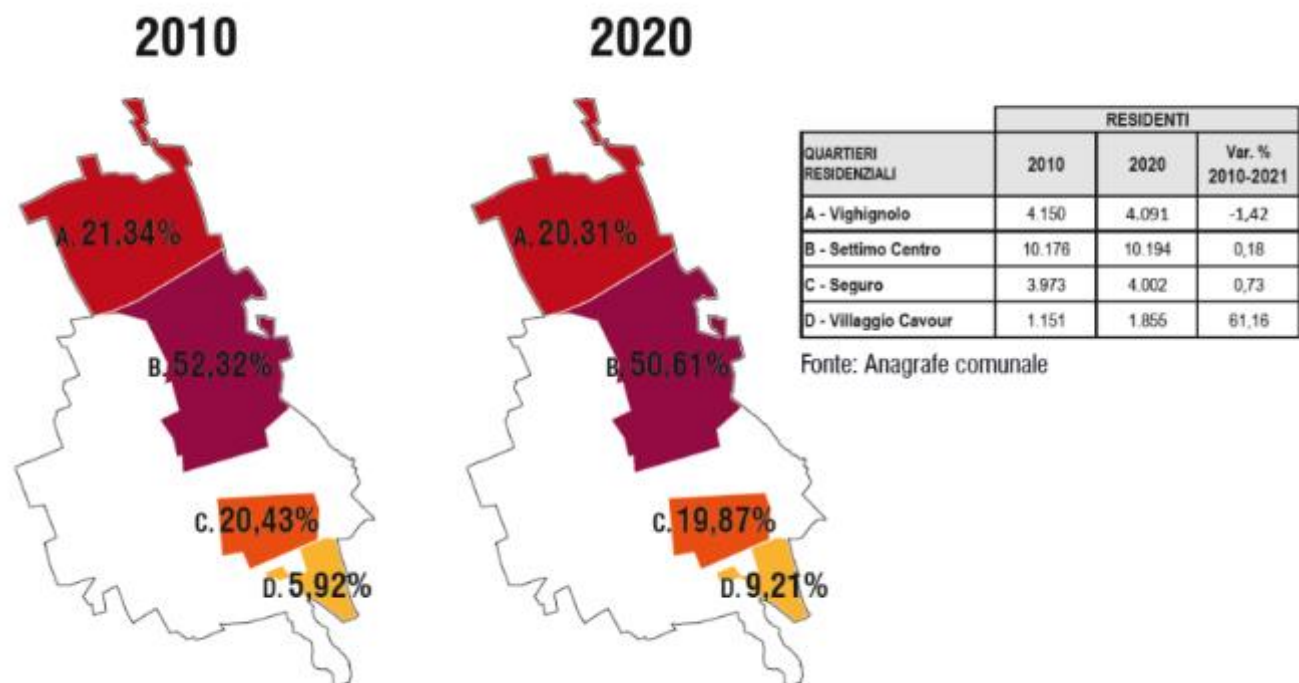 2010
2020
A. 21,34%
B. 52,32%
C. 20,43%
D. 5,92%
A. 20,31%
B. 50,61%
C. 19,87%
D. 9,21%
RESIDENTI
QUARTIERI
RESIDENZIALI
2010
2020
Var. %
2010-2021
A - Vighignolo 4.150 4.091 -1,42
B - Settimo Centro 10.176 10.194 0,18
C - Seguro 3.973 4.002 0,73
D - Villaggio Cavour 1.151 1.855 61,16
Fonte: Anagrafe comunale